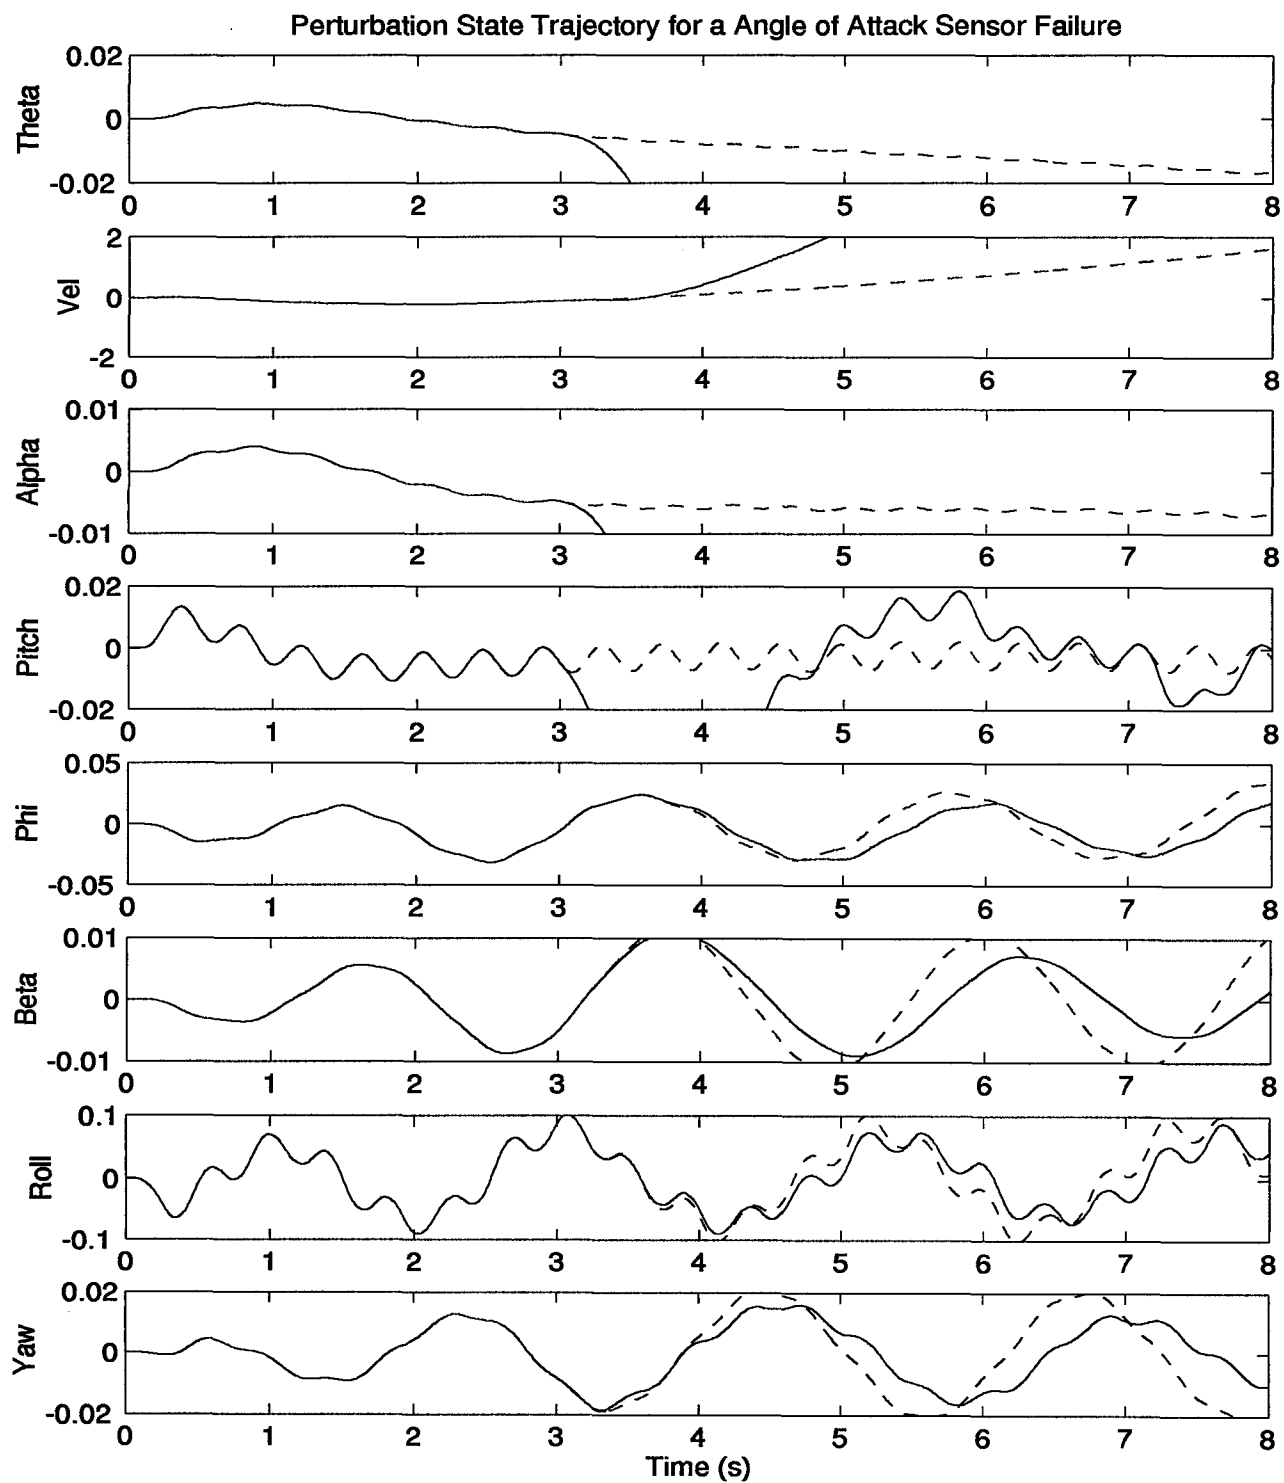 Perturbation State Trajectory for a Angle of Attack Sensor Failure
0.02
Theta
0
-0.02
0 1 2 3 4 5 6 7 8
2
Vel
0
-2
0 1 2 3 4 5 6 7 8
0.01
Alpha
0
-0.01
0 1 2 3 4 5 6 7 8
0.02
Pitch
0
-0.02
0 1 2 3 4 5 6 7 8
0.05
Phi
0
-0.05
0 1 2 3 4 5 6 7 8
0.01
Beta
0
-0.01
0 1 2 3 4 5 6 7 8
0.1
Roll
0
-0.1
0 1 2 3 4 5 6 7 8
0.02
Yaw
0
-0.02
0 1 2 3 4 5 6 7 8
Time (s)